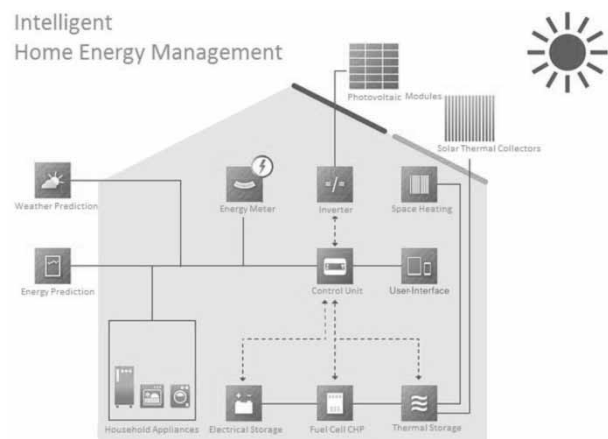 Intelligent
Home Energy Management
Photovoltaic Modules
Solar Thermal Collectors
Weather Prediction
Energy Meter
=/=
Inverter
Space Heating
Energy Prediction
Control Unit
User-Interface
Household Appliances
Electrical Storage
Fuel Cell CHP
Thermal Storage